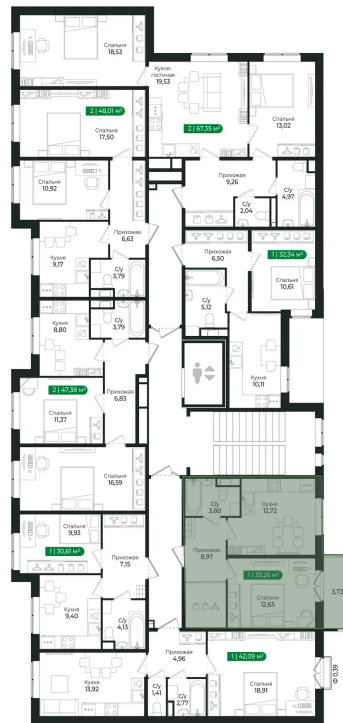 Спальня
18.53
Кухня-
гостиная
19,53
Спальня
13.02
2 | 48.01 м²
Спальня
17.50
2 | 67.35 м²
Спальня
10,92
9.26
Прихожая
С/у
2.04
С/у
4.97
Прихожая
6.63
Кухня
9.17
С/у
3.79
Прихожая
6.50
1 | 32.34 м²
Спальня
10.61
С/у
5.12
Кухня
8,80
С/у
3.79
Кухня
10,11
2 | 47.38 м²
Спальня
11.37
Прихожая
6,83
Спальня
16.59
С/у
3.80
Кухня
12,72
Спальня
9,93
1 | 30.61 м²
Прихожая
7.15
Прихожая
8,97
1 | 39.26 м²
Спальня
12,65
3,73
Кухня
9.40
С/у
4.13
Прихожая
4,96
1 | 42.09 м²
Спальня
18,91
Ф 0,39
Кухня
13,92
С/у
1,41
С/у
2,77